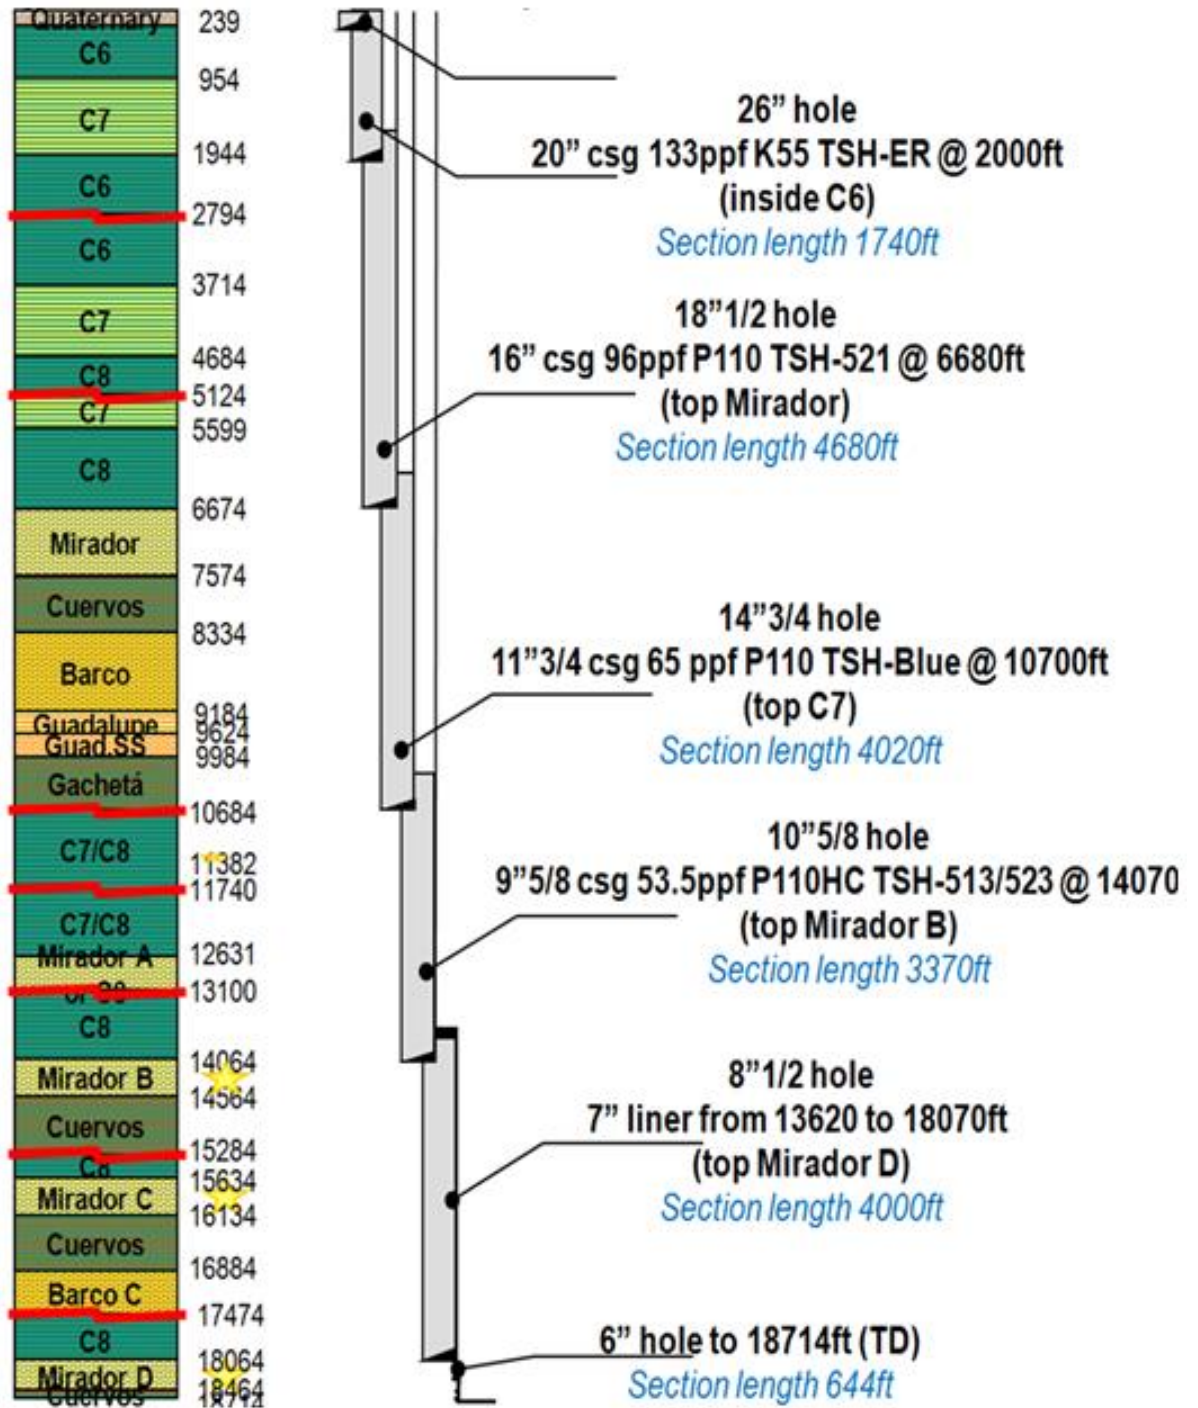 Quaternary
239
C6
954
C7
1944
C6
2794
C6
3714
C7
4684
C8
5124
C7
5599
C8
6674
Mirador
7574
Cuervos
8334
Barco
9184
Guadalupe
9624
Guad.SS
9984
Gachetá
10684
C7/C8
11382
11740
C7/C8
12631
Mirador A
13100
C8
14064
Mirador B
14564
Cuervos
15284
C8
15634
Mirador C
16134
Cuervos
16884
Barco C
17474
C8
18064
Mirador D
18464
Cuervos
18714
26” hole
20” csg 133ppf K55 TSH-ER @ 2000ft
(inside C6)
Section length 1740ft
18”1/2 hole
16” csg 96ppf P110 TSH-521 @ 6680ft
(top Mirador)
Section length 4680ft
14”3/4 hole
11”3/4 csg 65 ppf P110 TSH-Blue @ 10700ft
(top C7)
Section length 4020ft
10”5/8 hole
9”5/8 csg 53.5ppf P110HC TSH-513/523 @ 14070
(top Mirador B)
Section length 3370ft
8”1/2 hole
7” liner from 13620 to 18070ft
(top Mirador D)
Section length 4000ft
6” hole to 18714ft (TD)
Section length 644ft